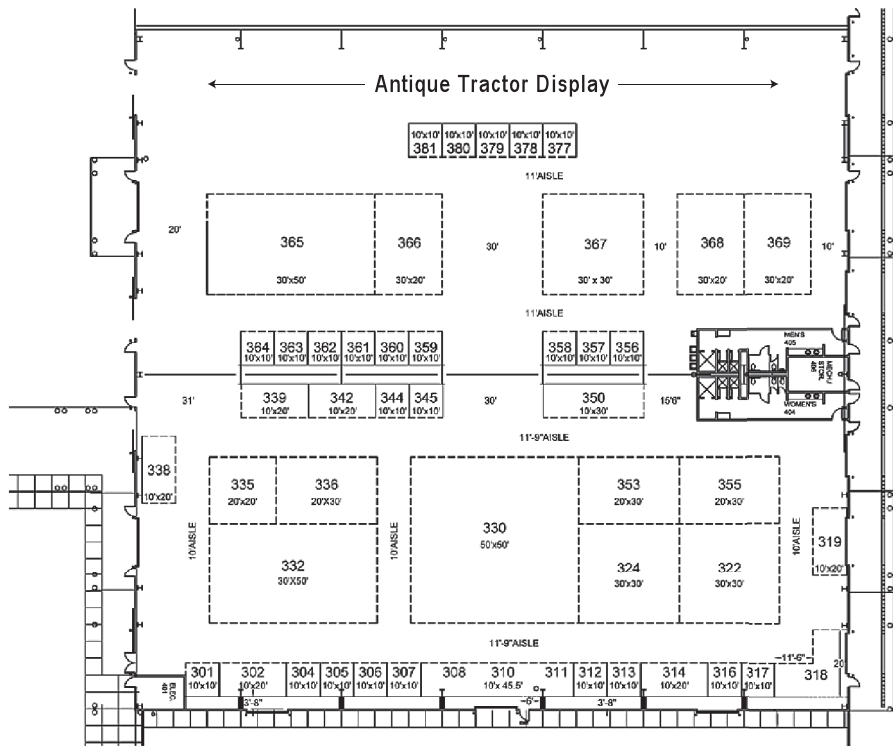 Antique Tractor Display
10'x10' 10'x10' 10'x10' 10'x10' 10'x10'
381 380 379 378 377
11'AISLE
20' 365 366 30' 367 10' 368 369 10'
30'x50' 30'x20' 30' x 30' 30'x20' 30'x20'
11'AISLE
364 363 362 361 360 359 358 357 356
10'x10' 10'x10' 10'x10' 10'x10' 10'x10' 10'x10' 10'x10' 10'x10' 10'x10'
MEN'S
405
MECH./
STOR.
406
31' 339 342 344 345 30' 350 15'6"
10'x20' 10'x20' 10'x10' 10'x10' 10'x30'
WOMEN'S
404
11'-9"AISLE
338
10'x20'
335 336 353 355
20'x20' 20'X30' 20'x30' 20'x30'
10'AISLE 10'AISLE 10'AISLE
330
50'x50'
319
10'x20'
332 324 322
30'X50' 30'x30' 30'x30'
11'-9"AISLE
11'-6"
20'
301 302 304 305 306 307 308 310 311 312 313 314 316 317 318
10'x10' 10'x20' 10'x10' 10'x10' 10'x10' 10'x10' 10'x 45.5' 10'x10' 10'x10' 10'x20' 10'x10' 10'x10'
ELEC.
401
3'-8" 6' 3'-8"